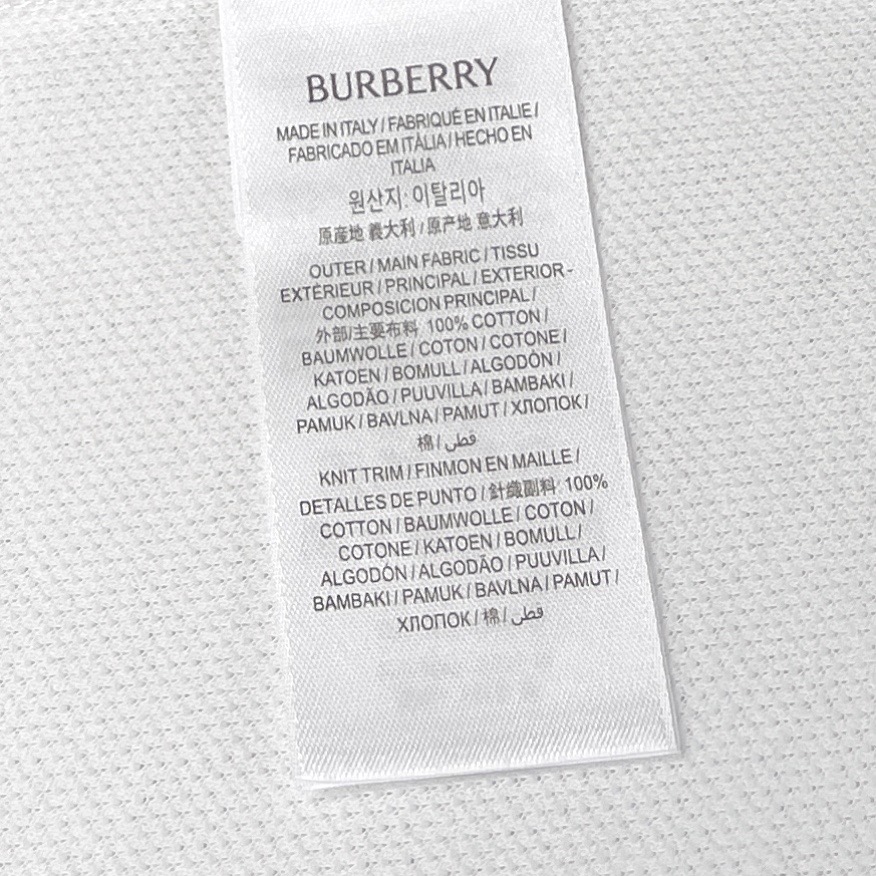 BURBERRY
MADE IN ITALY / FABRIQUÉ EN ITALIE /
FABRICADO EM ITÀLIA / HECHO EN
ITALIA
원산지: 이탈리아
原産地 義大利 / 原产地 意大利
OUTER / MAIN FABRIC / TISSU
EXTÉRIEUR / PRINCIPAL / EXTERIOR -
COMPOSICION PRINCIPAL /
外部/主要布料 100% COTTON /
BAUMWOLLE / COTON / COTONE /
KATOEN / BOMULL / ALGODÓN /
ALGODÃO / PUUVILLA / BAMBAKI /
PAMUK / BAVLNA / PAMUT / ХЛОПОК /
棉 / قطن
KNIT TRIM / FINMON EN MAILLE /
DETALLES DE PUNTO / 針織副料 100%
COTTON / BAUMWOLLE / COTON /
COTONE / KATOEN / BOMULL /
ALGODÓN / ALGODÃO / PUUVILLA /
BAMBAKI / PAMUK / BAVLNA / PAMUT /
ХЛОПОК / 棉 / قطن